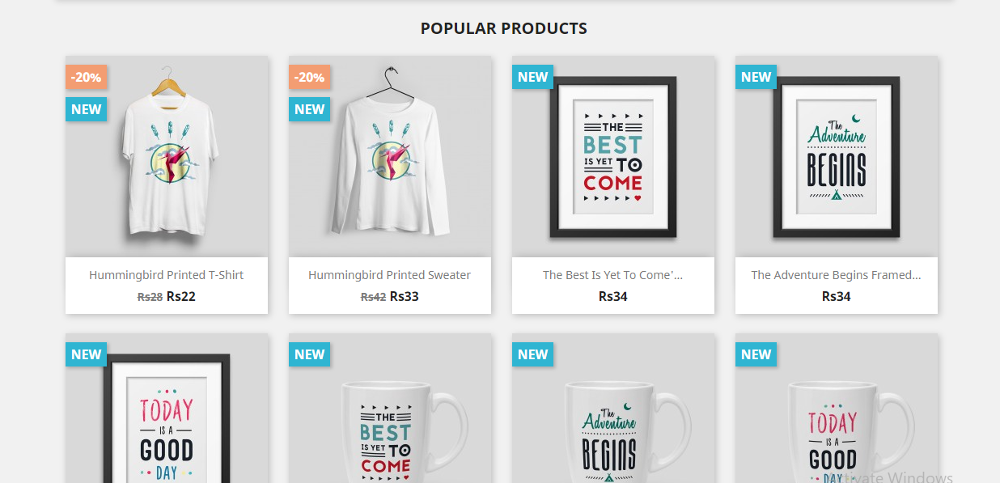 POPULAR PRODUCTS
-20%
NEW
-20%
NEW
NEW
THE
BEST
IS YET TO
COME
NEW
The
Adventure
BEGINS
Hummingbird Printed T-Shirt
Rs28 Rs22
Hummingbird Printed Sweater
Rs42 Rs33
The Best Is Yet To Come'...
Rs34
The Adventure Begins Framed...
Rs34
NEW
TODAY
IS A
GOOD
DAY
NEW
THE
BEST
IS YET TO
COME
NEW
The
Adventure
BEGINS
NEW
TODAY
IS A
GOOD
DAY
Activate Windows